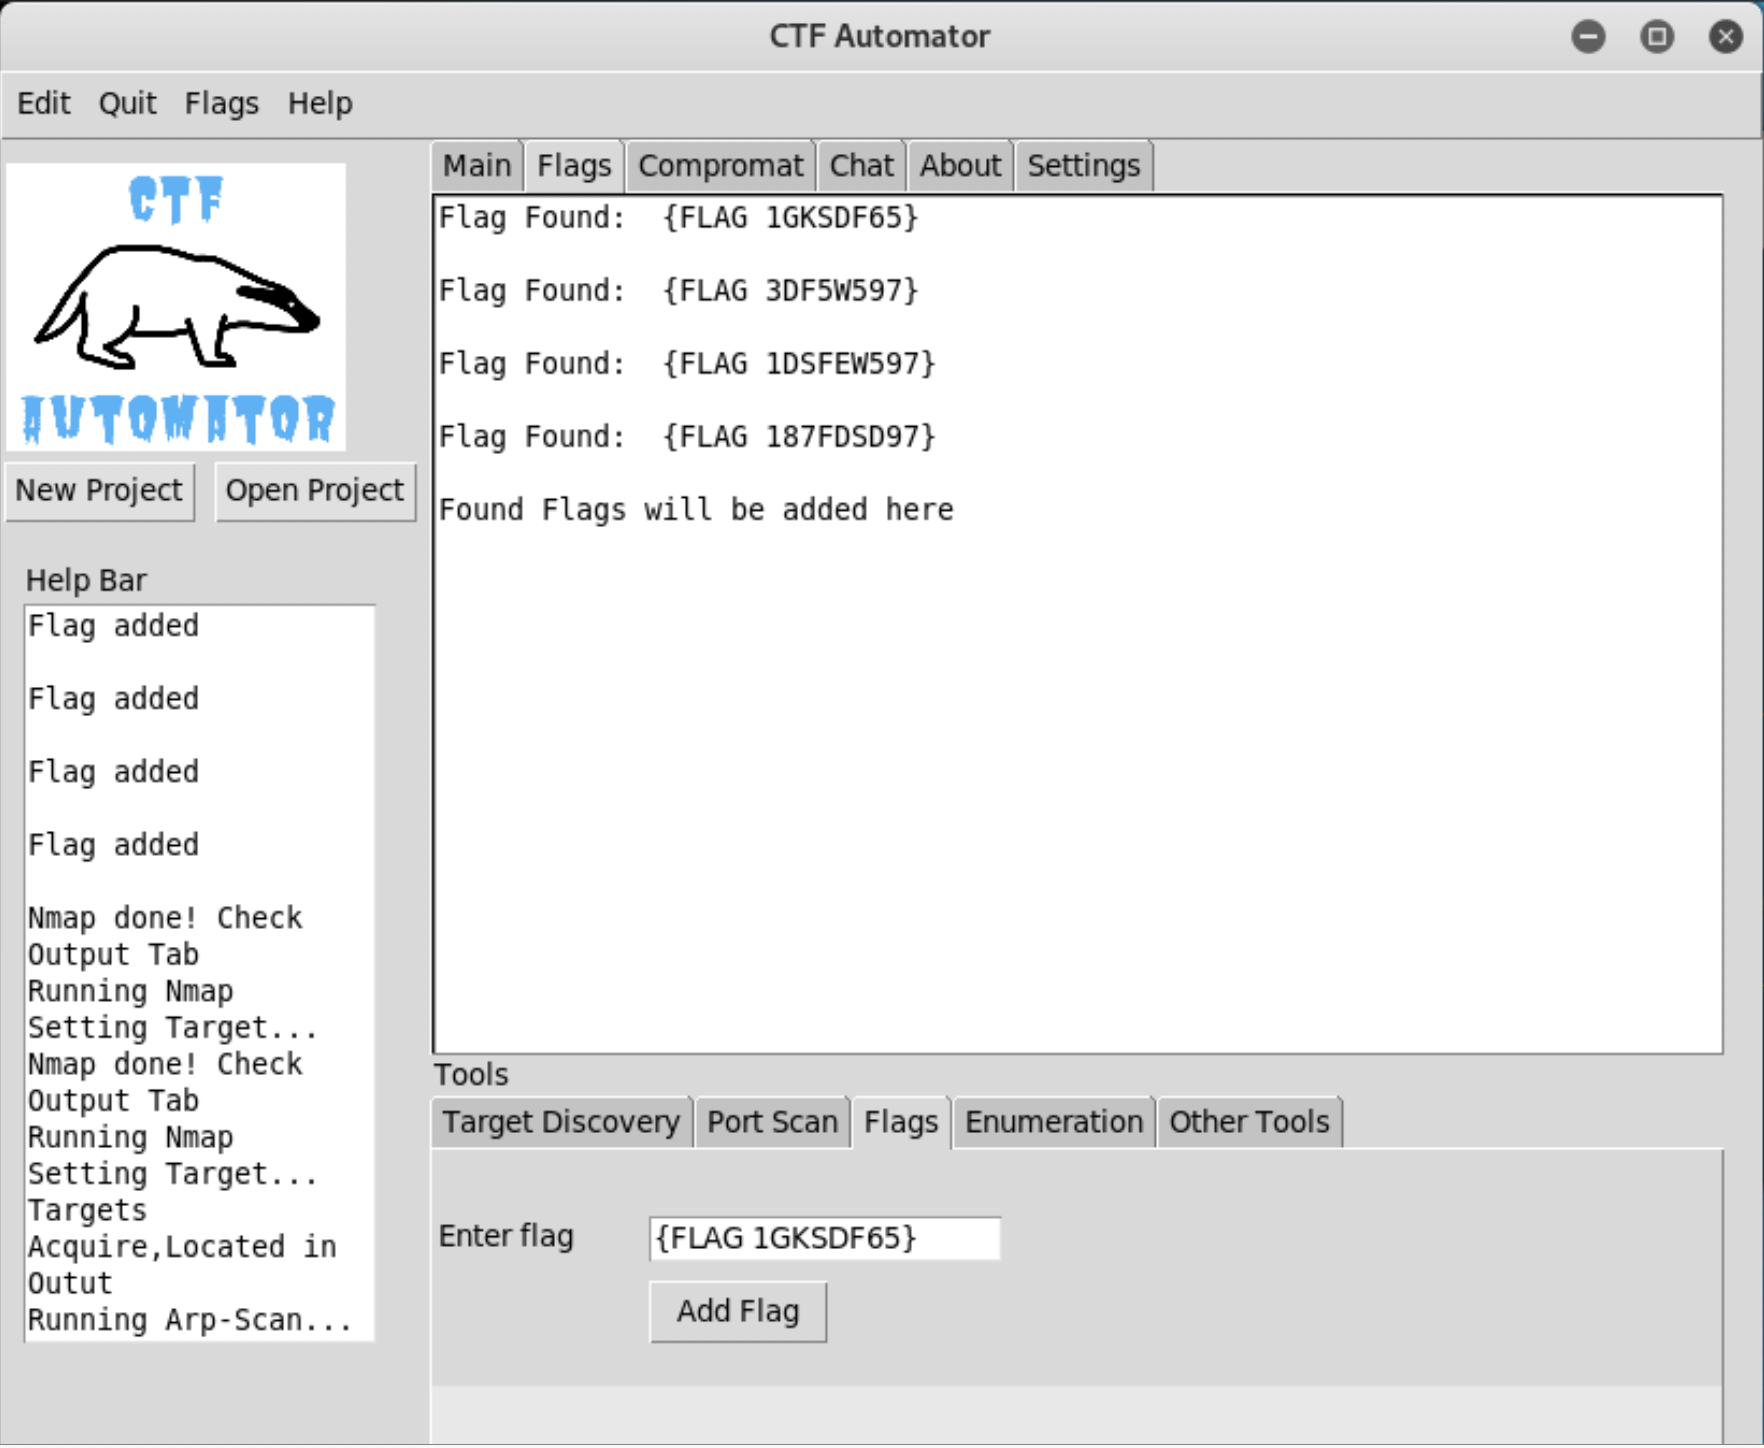 CTF Automator
Edit Quit Flags Help
CTF
AUTOMATOR
New Project Open Project
Help Bar
Flag added
Flag added
Flag added
Flag added
Nmap done! Check
Output Tab
Running Nmap
Setting Target...
Nmap done! Check
Output Tab
Running Nmap
Setting Target...
Targets
Acquire,Located in
Outut
Running Arp-Scan...
Main Flags Compromat Chat About Settings
Flag Found:  {FLAG 1GKSDF65}
Flag Found:  {FLAG 3DF5W597}
Flag Found:  {FLAG 1DSFEW597}
Flag Found:  {FLAG 187FDSD97}
Found Flags will be added here
Tools
Target Discovery Port Scan Flags Enumeration Other Tools
Enter flag {FLAG 1GKSDF65}
Add Flag